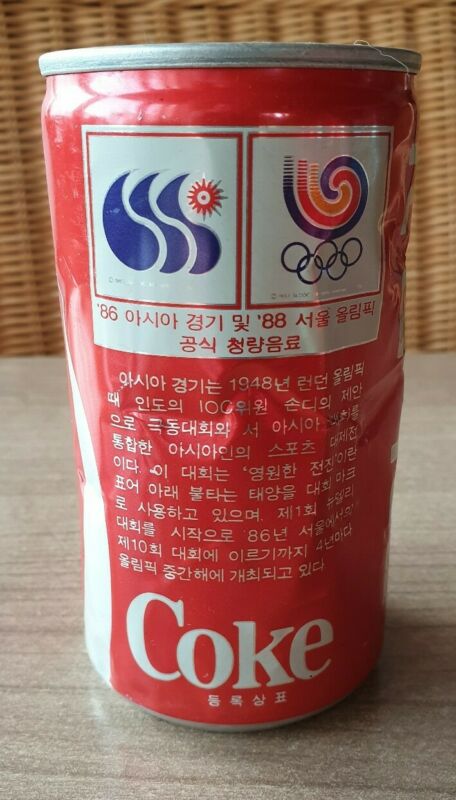 '86 아시아 경기 및 '88 서울 올림픽
공식 청량음료
아시아 경기는 1948년 런던 올림픽
때 인도의 IOC위원 손디의 제안
으로 극동대회와 서 아시아
통합한 아시아인의 스포츠 대제전
이다. 이 대회는 '영원한 전진'이란
표어 아래 불타는 태양을 대회 마크
로 사용하고 있으며, 제1회 뉴델리
대회를 시작으로 '86년 서울에서의
제10회 대회에 이르기까지 4년마다
올림픽 중간해에 개최되고 있다
Coke
등록상표